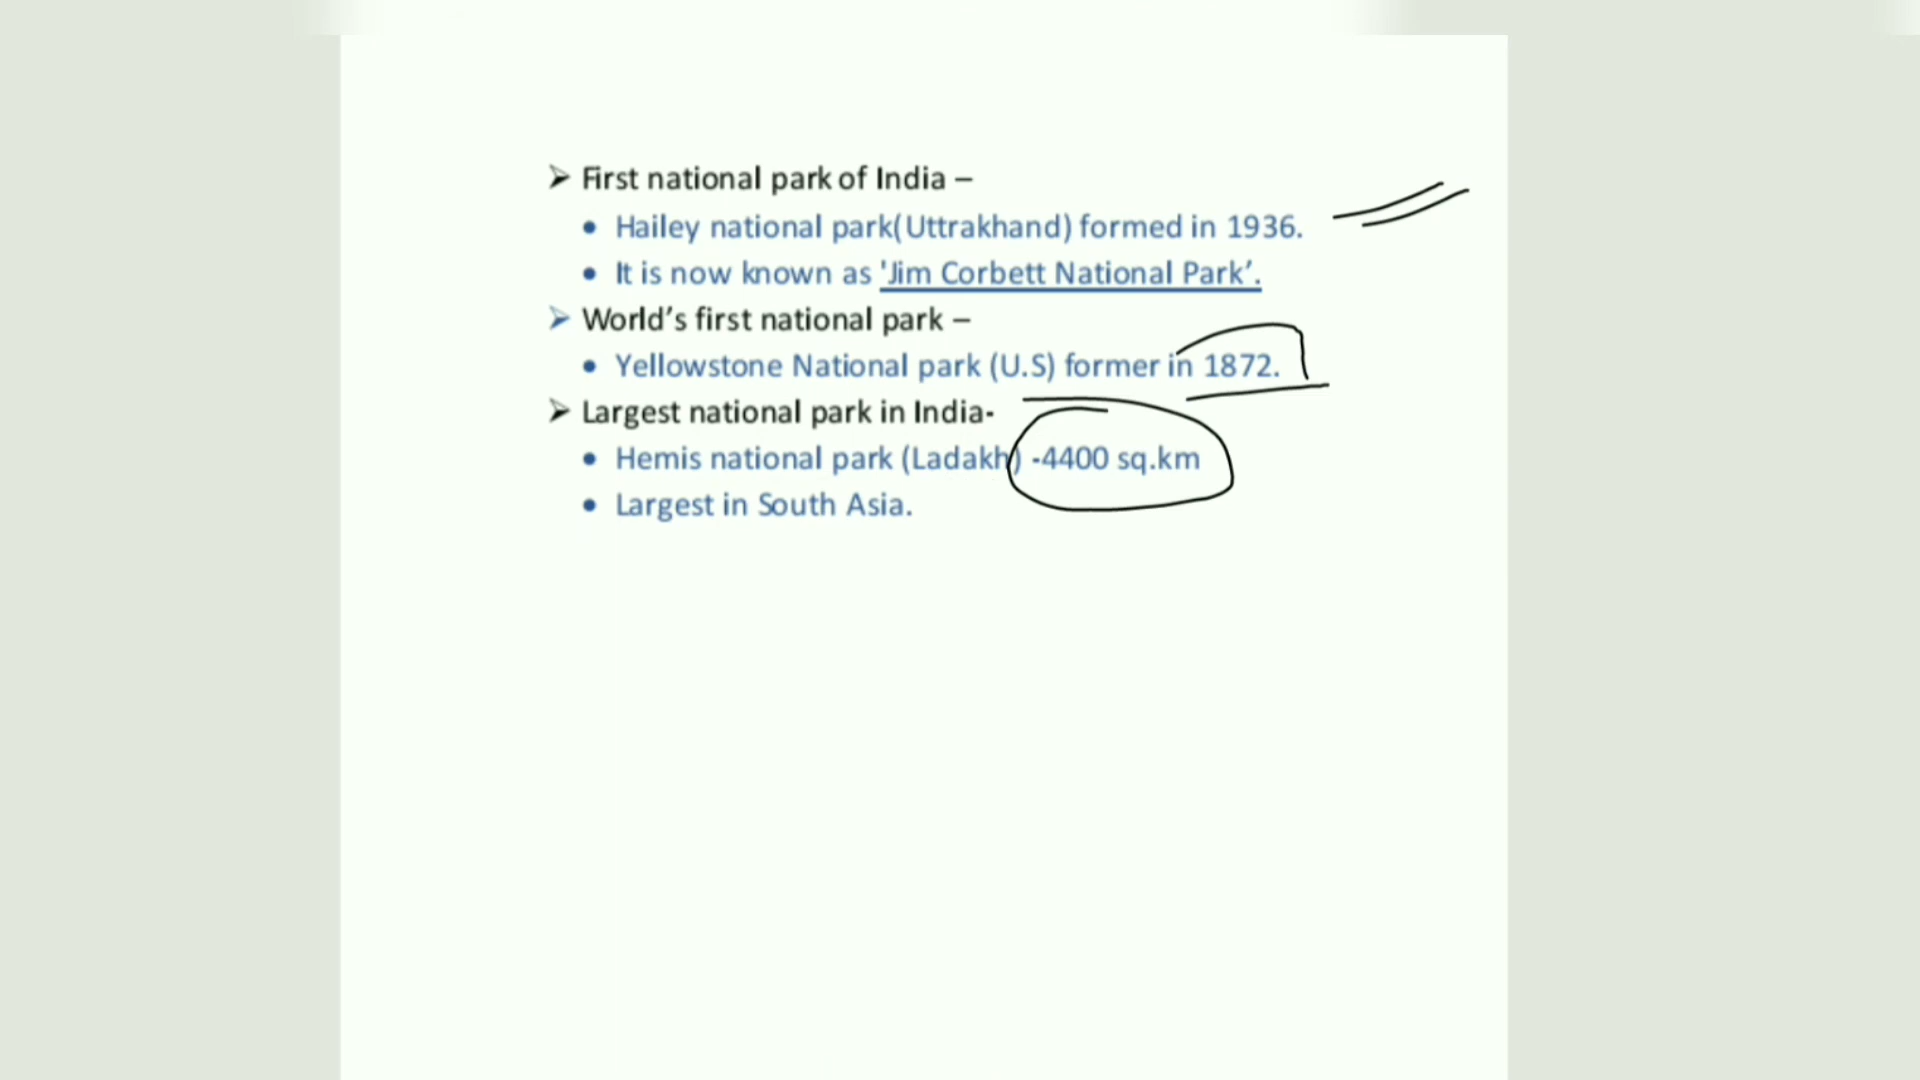 ➢ First national park of India –
• Hailey national park(Uttrakhand) formed in 1936.
• It is now known as 'Jim Corbett National Park’.
➢ World’s first national park –
• Yellowstone National park (U.S) former in 1872.
➢ Largest national park in India-
• Hemis national park (Ladakh) -4400 sq.km
• Largest in South Asia.